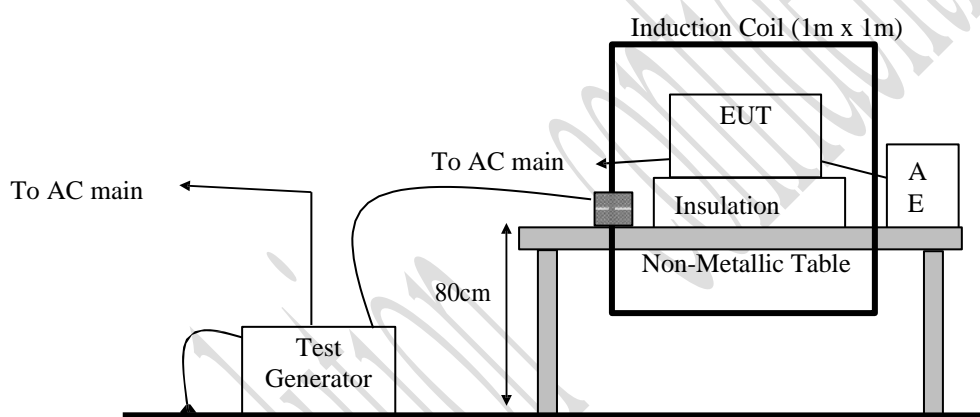 Induction Coil (1m x 1m)
EUT
To AC main
A
E
To AC main
Insulation
Non-Metallic Table
80cm
Test
Generator